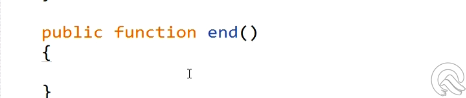 public function end()
{
}